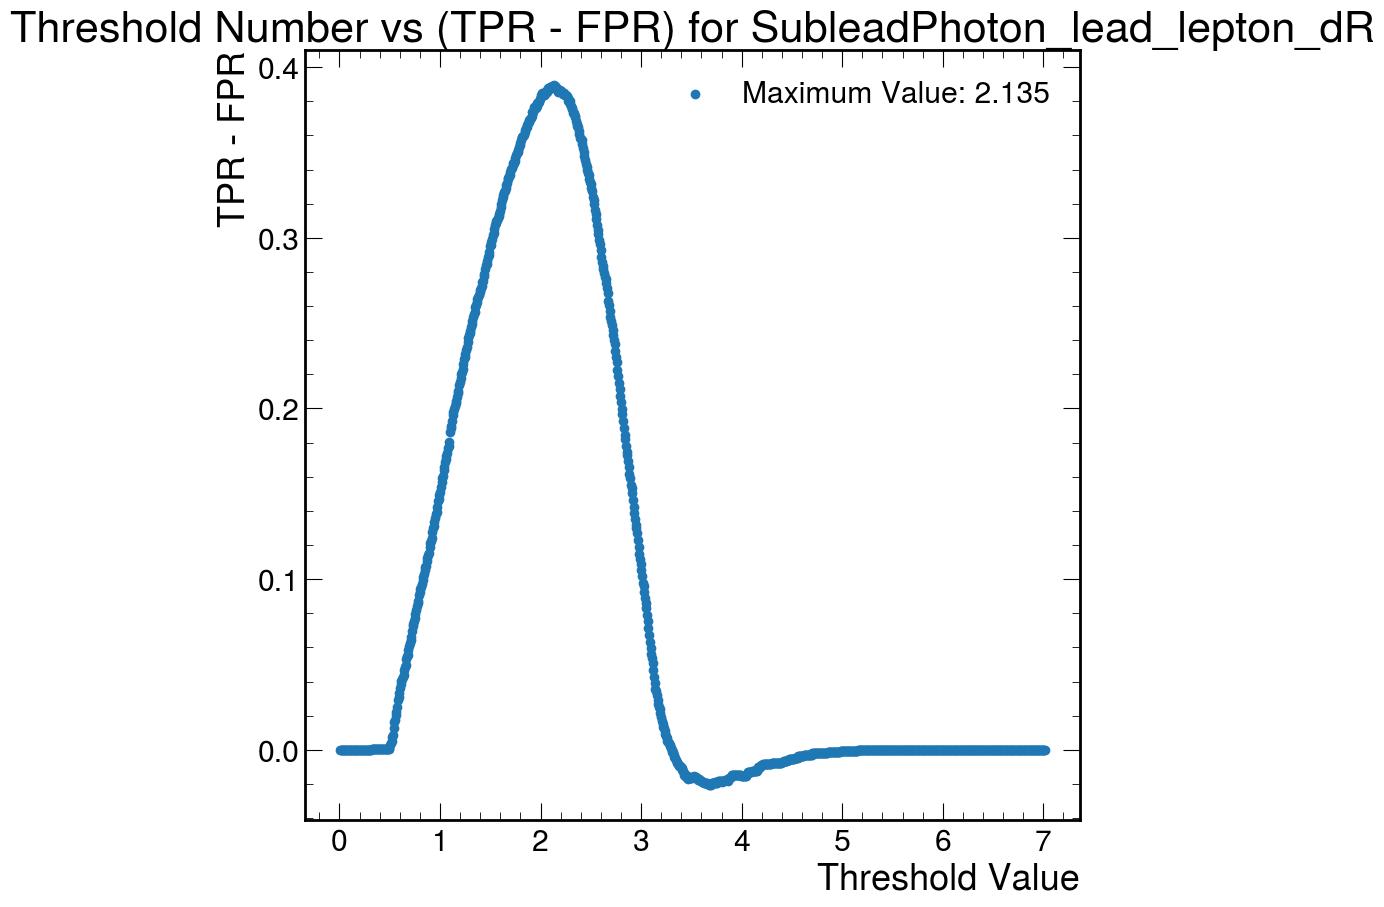 Threshold Number vs (TPR - FPR) for SubleadPhoton_lead_lepton_dR
TPR - FPR
Maximum Value: 2.135
0.4
0.3
0.2
0.1
0.0
0 1 2 3 4 5 6 7
Threshold Value